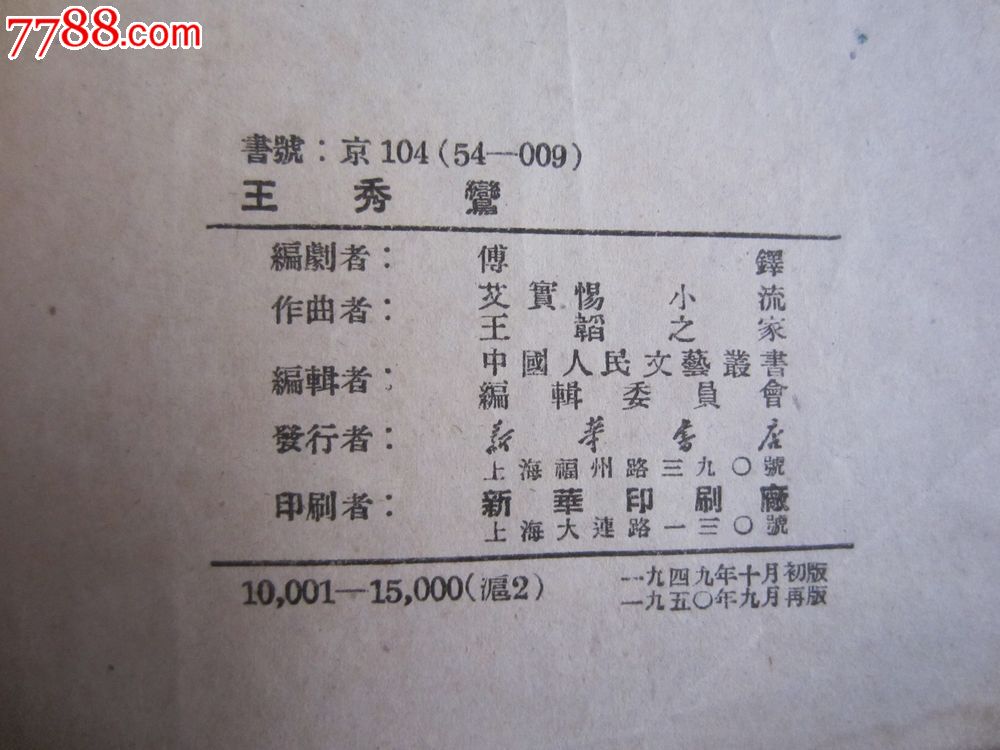 7788.com
書號：京104(54—009)
王秀鸞
編劇者：傅鐸
作曲者：艾實惕 小流
王韜之家
編輯者：中國人民文藝叢書
編輯委員會
發行者：新華書店
上海福州路三九〇號
印刷者：新華印刷廠
上海大連路一三〇號
10,001—15,000(滬2)
一九四九年十月初版
一九五〇年九月再版